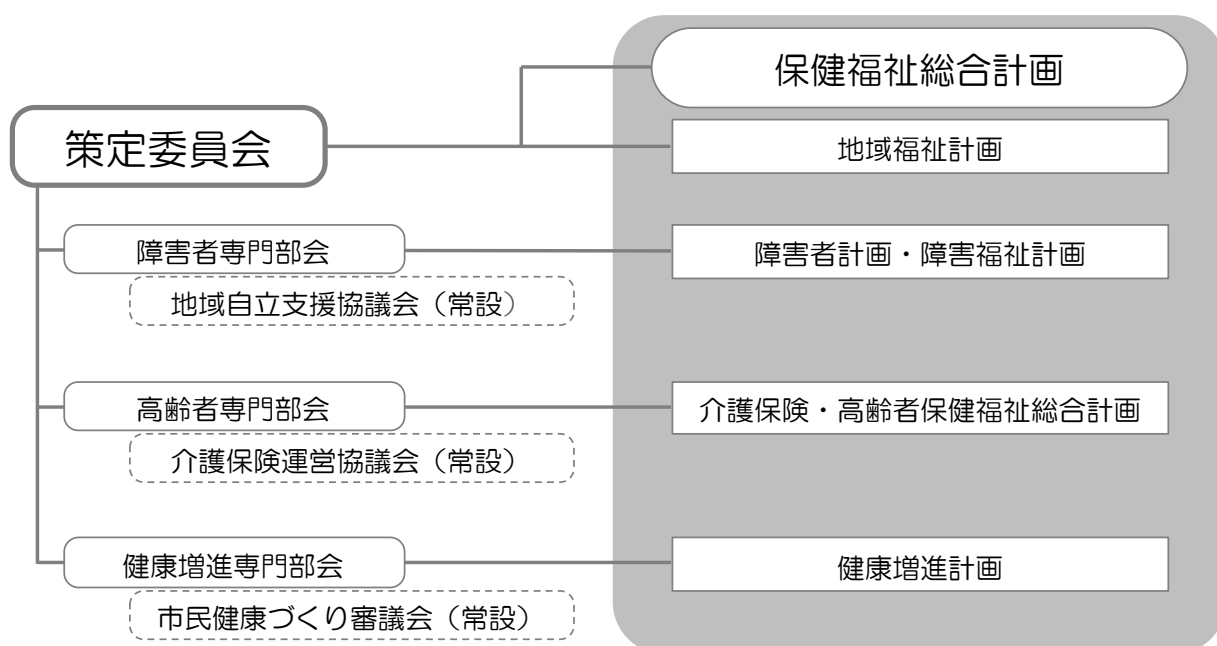 保健福祉総合計画
策定委員会
地域福祉計画
障害者専門部会
障害者計画・障害福祉計画
地域自立支援協議会（常設）
高齢者専門部会
介護保険・高齢者保健福祉総合計画
介護保険運営協議会（常設）
健康増進専門部会
健康増進計画
市民健康づくり審議会（常設）